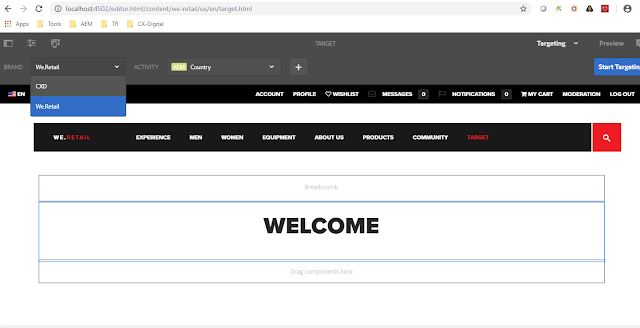 localhost:4502/editor.html/content/we-retail/us/en/target.html
Apps Tools AEM TR CX-Digital
TARGET Targeting Preview
BRAND We.Retail ACTIVITY AEM Country + Start Targeting
CXD
We.Retail
EN ACCOUNT PROFILE WISHLIST MESSAGES 0 NOTIFICATIONS 0 MY CART MODERATION LOG OUT
WE.RETAIL EXPERIENCE MEN WOMEN EQUIPMENT ABOUT US PRODUCTS COMMUNITY TARGET
Breadcrumb
WELCOME
Drag components here